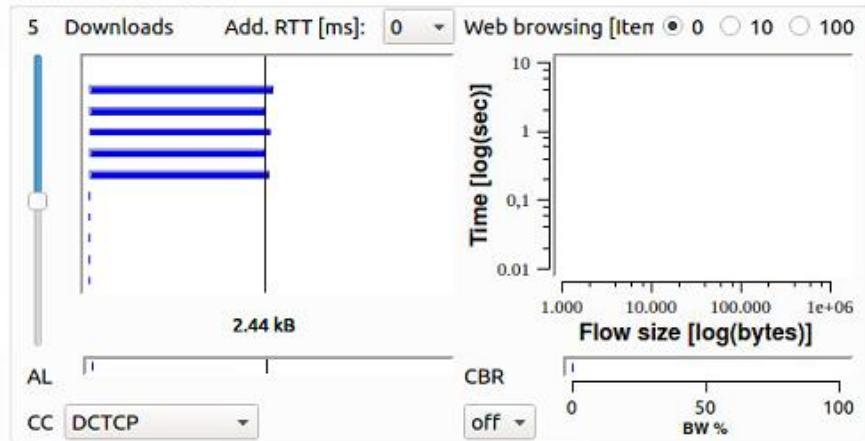 5 Downloads Add. RTT [ms]: 0 Web browsing [Iten 0 10 100
10
1
0,1
0.01
Time [log(sec)]
1.000 10.000 100.000 1e+06
Flow size [log(bytes)]
2.44 kB
AL
CBR
CC DCTCP
off
0 50 100
BW %